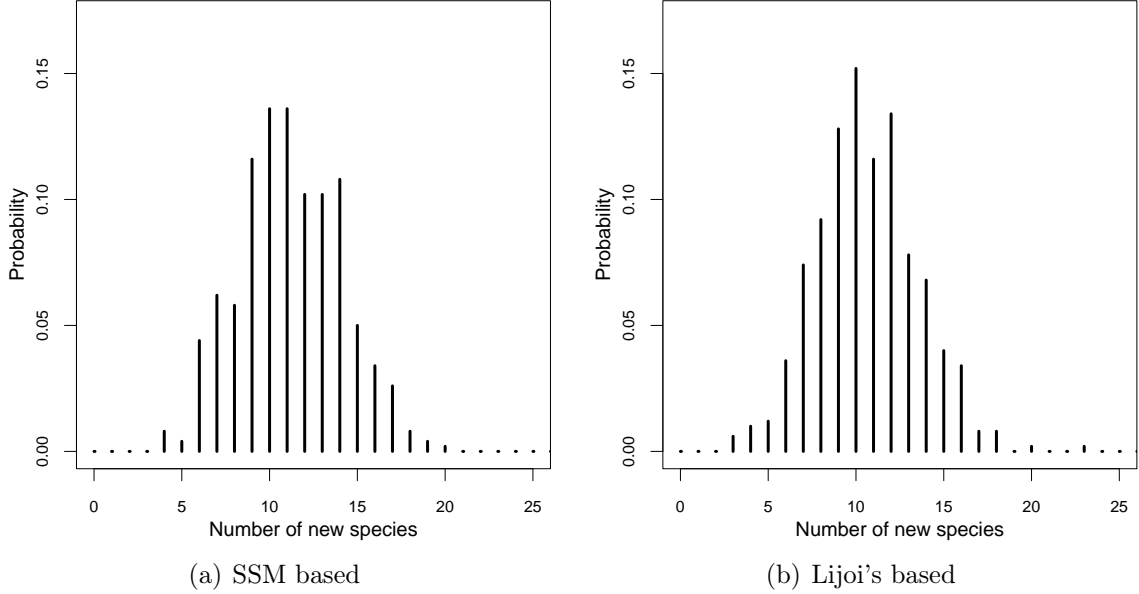 0.15
0.10
0.05
0.00
Probability
0 5 10 15 20 25
Number of new species
(a) SSM based
0.15
0.10
0.05
0.00
Probability
0 5 10 15 20 25
Number of new species
(b) Lijoi's based